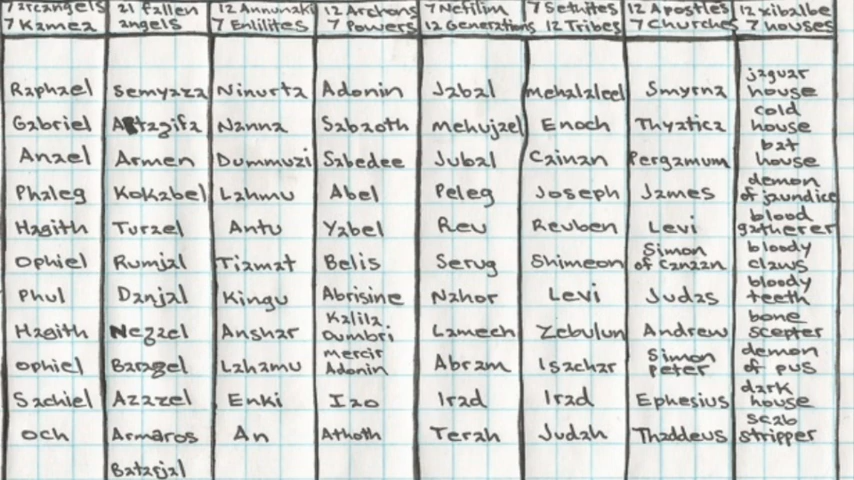 7 arcangels 21 fallen 12 Annunaki 12 Archons 7 Nefilim 7 Sethites 12 Apostles 12 xibalbe
7 Kamea angels 7 Enlilites 7 Powers 12 Generations 12 Tribes 7 Churches 7 houses
Raphael Semyaza Ninurta Adonin Jabal Mehalaleel Smyrna jaguar house
Gabriel Artagifa Nanna Sabaoth Mehujael Enoch Thyatica cold house
Anael Armen Dummuzi Sabedee Jubal Cainan Pergamum bat house
Phaleg Kokabel Lahmu Abel Peleg Joseph James demon of jaundice
Hagith Turael Antu Yabel Reu Reuben Levi blood gatherer
Ophiel Rumjal Tiamat Belis Serug Shimeon Simon of Canaan bloody claws
Phul Danjal Kingu Abrisine Nahor Levi Judas bloody teeth
Hagith Negael Anshar Kalila Oumbri Lamech Zebulun Andrew bone scepter
Ophiel Baragel Lahamu mercir Adonin Abram Isachar Simon Peter demon of pus
Sachiel Azazel Enki Iao Irad Irad Ephesius dark house
Och Armaros An Athoth Terah Judah Thaddeus scab stripper
Batarjal